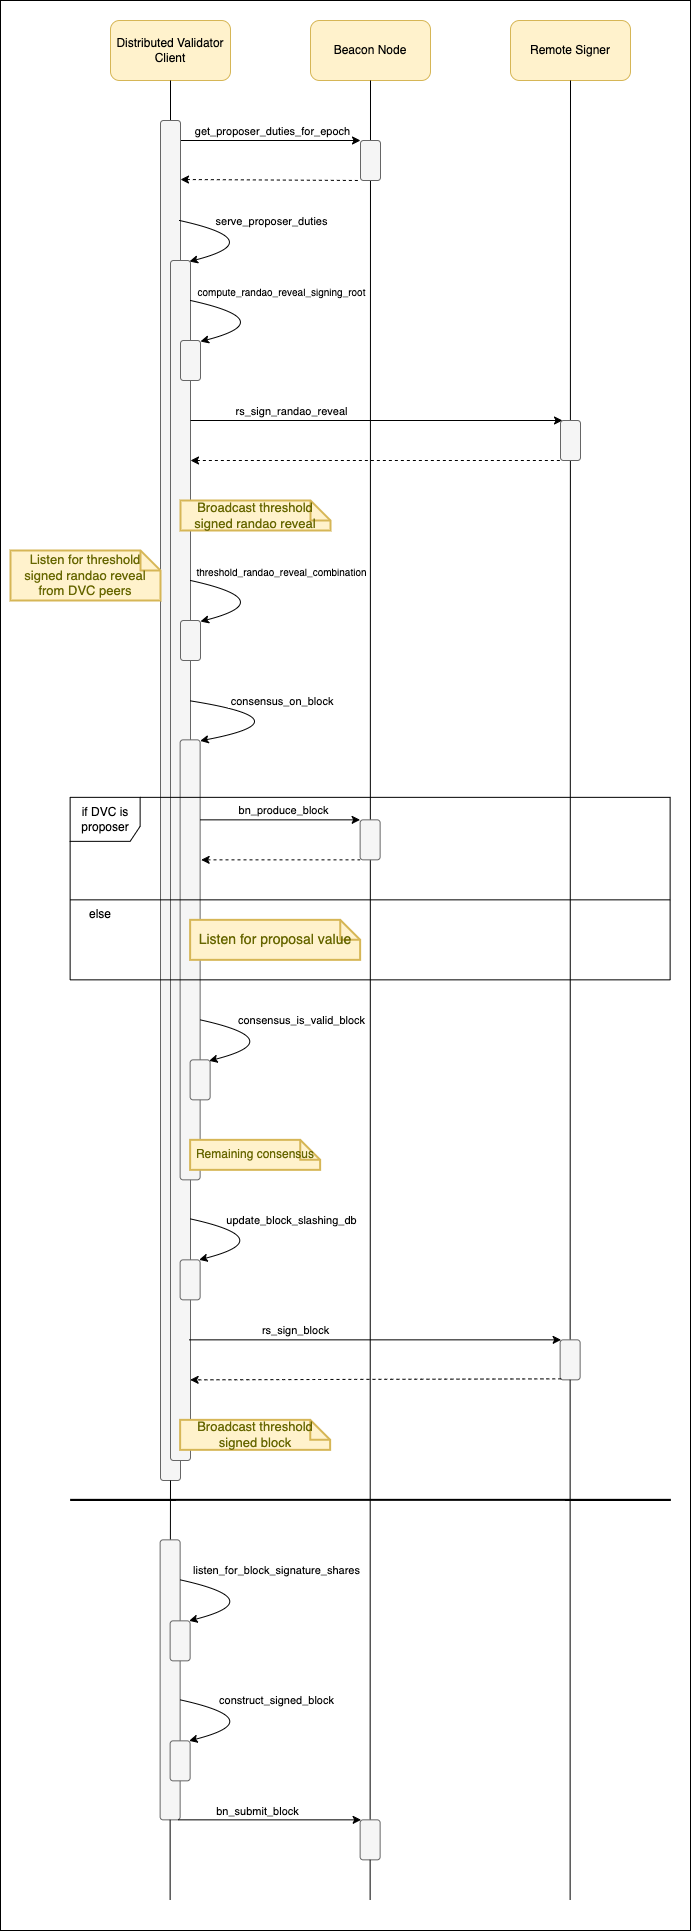 Distributed Validator
Client
Beacon Node
Remote Signer
get_proposer_duties_for_epoch
serve_proposer_duties
compute_randao_reveal_signing_root
rs_sign_randao_reveal
Broadcast threshold
signed randao reveal
Listen for threshold
signed randao reveal
from DVC peers
threshold_randao_reveal_combination
consensus_on_block
if DVC is
proposer
bn_produce_block
else
Listen for proposal value
consensus_is_valid_block
Remaining consensus
update_block_slashing_db
rs_sign_block
Broadcast threshold
signed block
listen_for_block_signature_shares
construct_signed_block
bn_submit_block